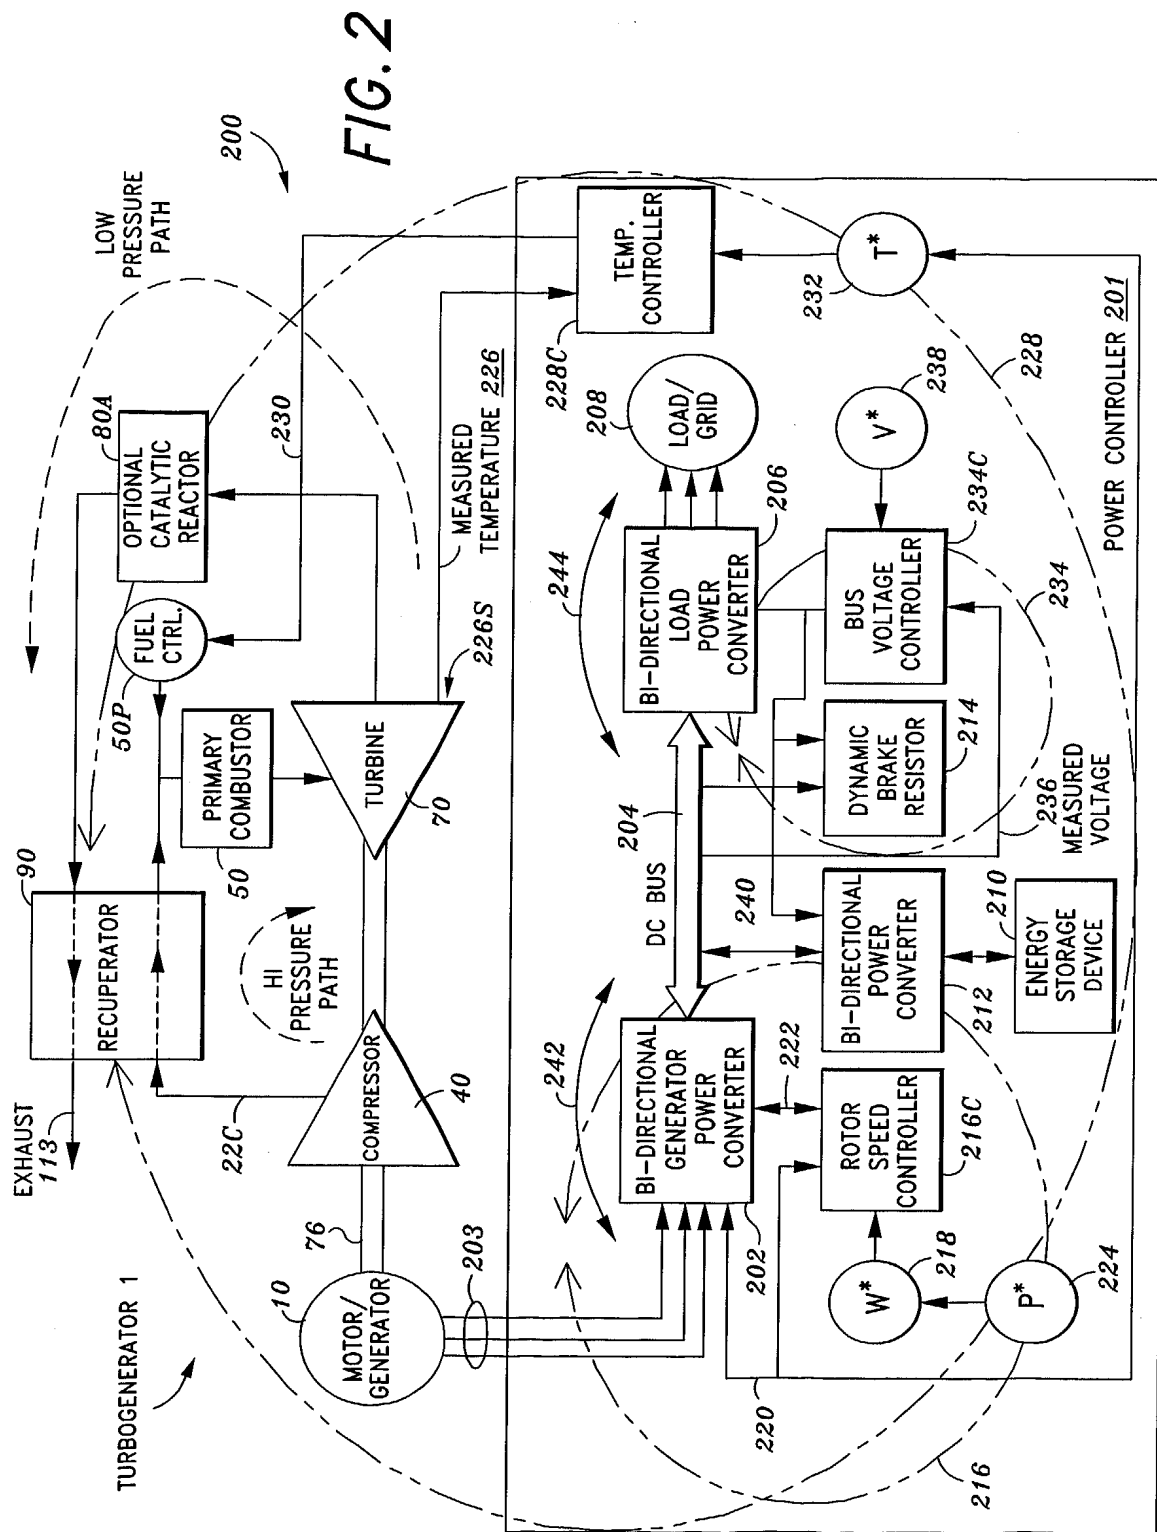 FIG. 2
200
TURBOGENERATOR 1
EXHAUST
113
RECUPERATOR
90
22C
HI
PRESSURE
PATH
LOW
PRESSURE
PATH
OPTIONAL
CATALYTIC
REACTOR
80A
FUEL
CTRL.
50P
230
PRIMARY
COMBUSTOR
50
MOTOR/
GENERATOR
10
76
203
COMPRESSOR
40
TURBINE
70
226S
MEASURED
TEMPERATURE 226
TEMP.
CONTROLLER
228C
T*
232
228
POWER CONTROLLER 201
242
BI-DIRECTIONAL
GENERATOR
POWER
CONVERTER
202
DC BUS
204
244
BI-DIRECTIONAL
LOAD
POWER
CONVERTER
206
LOAD/
GRID
208
220
222
ROTOR
SPEED
CONTROLLER
216C
W*
218
P*
224
216
240
BI-DIRECTIONAL
POWER
CONVERTER
212
ENERGY
STORAGE
DEVICE
210
DYNAMIC
BRAKE
RESISTOR
214
BUS
VOLTAGE
CONTROLLER
234C
V*
238
234
236
MEASURED
VOLTAGE